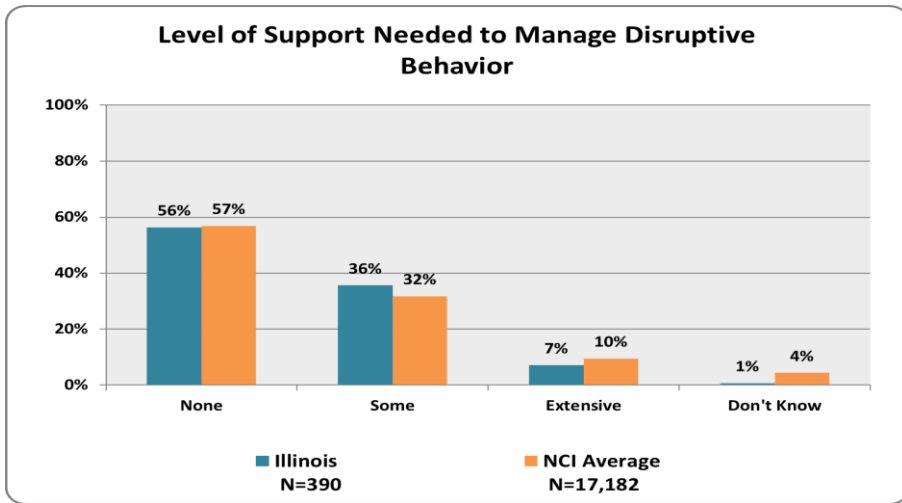 Level of Support Needed to Manage Disruptive
Behavior
100%
80%
60%
40%
20%
0%
56%
57%
36%
32%
7%
10%
1%
4%
None
Some
Extensive
Don't Know
Illinois
N=390
NCI Average
N=17,182